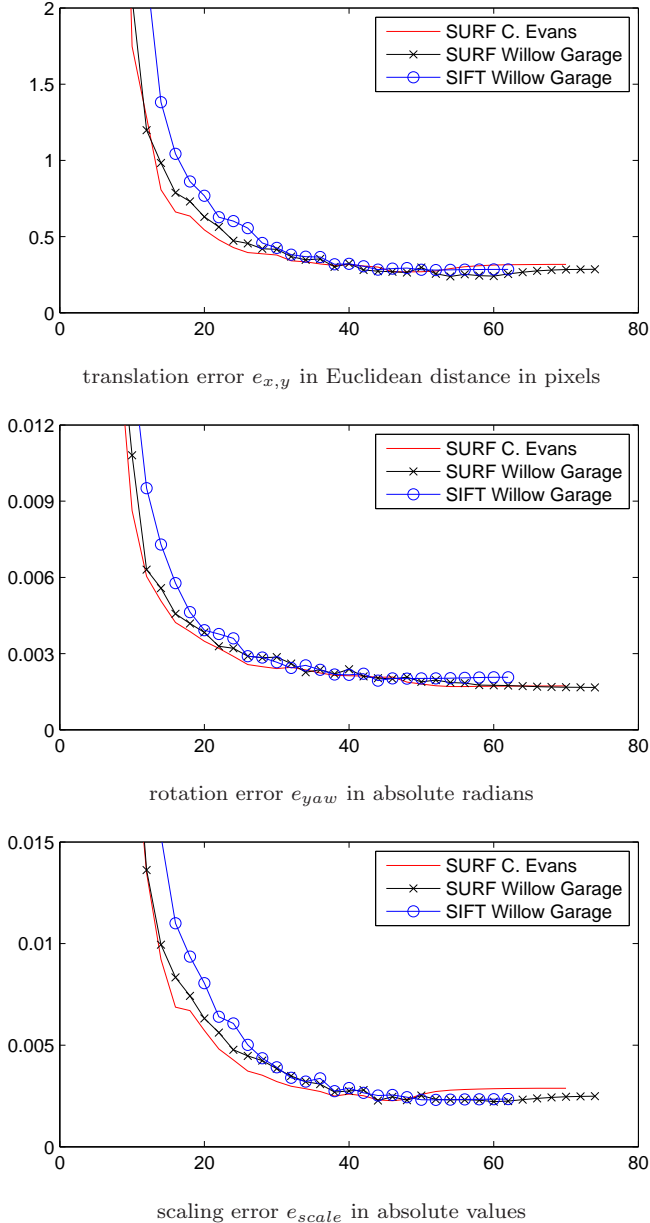 2
1.5
1
0.5
0
0 20 40 60 80
SURF C. Evans
SURF Willow Garage
SIFT Willow Garage
translation error e_{x,y} in Euclidean distance in pixels
0.012
0.009
0.006
0.003
0
0 20 40 60 80
SURF C. Evans
SURF Willow Garage
SIFT Willow Garage
rotation error e_{yaw} in absolute radians
0.015
0.01
0.005
0
0 20 40 60 80
SURF C. Evans
SURF Willow Garage
SIFT Willow Garage
scaling error e_{scale} in absolute values